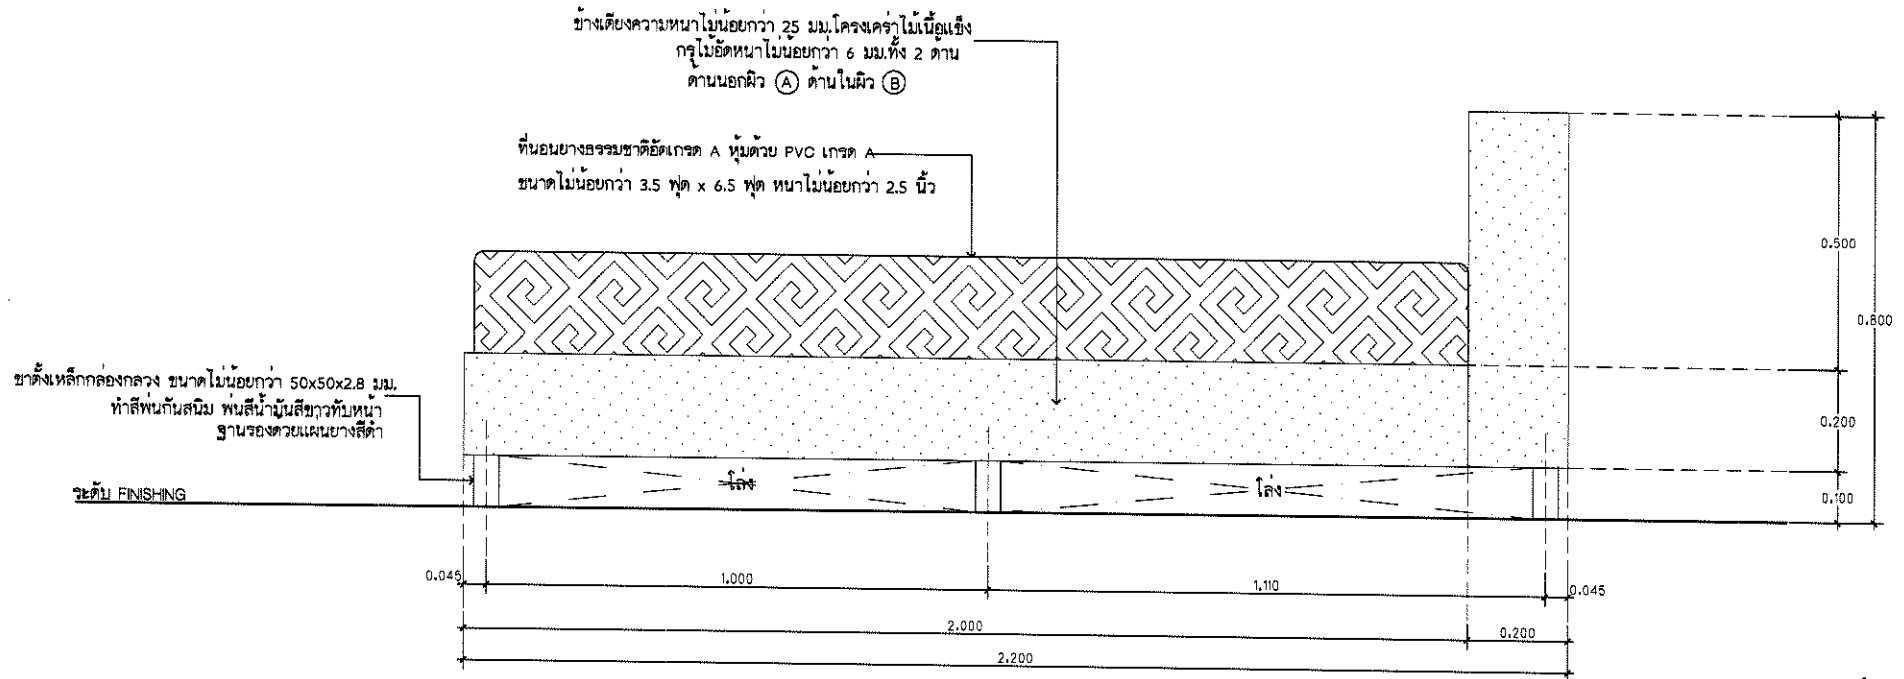 ข้างเตียงความหนาไม่น้อยกว่า 25 มม.โครงเคร่าไม้เนื้อแข็ง
กรุไม้อัดหนาไม่น้อยกว่า 6 มม.ทั้ง 2 ด้าน
ด้านนอกผิว A ด้านในผิว B
ที่นอนยางธรรมชาติอัดเกรด A หุ้มด้วย PVC เกรด A
ขนาดไม่น้อยกว่า 3.5 ฟุต x 6.5 ฟุต หนาไม่น้อยกว่า 2.5 นิ้ว
0.500
0.800
ขาตั้งเหล็กกล่องกลวง ขนาดไม่น้อยกว่า 50x50x2.8 มม.
ทำสีพ่นกันสนิม พ่นสีน้ำมันสีขาวทับหน้า
ฐานรองด้วยแผ่นยางสีดำ
0.200
โล่ง
โล่ง
ระดับ FINISHING
0.100
0.045
1.000
1.110
0.045
2.000
0.200
2.200